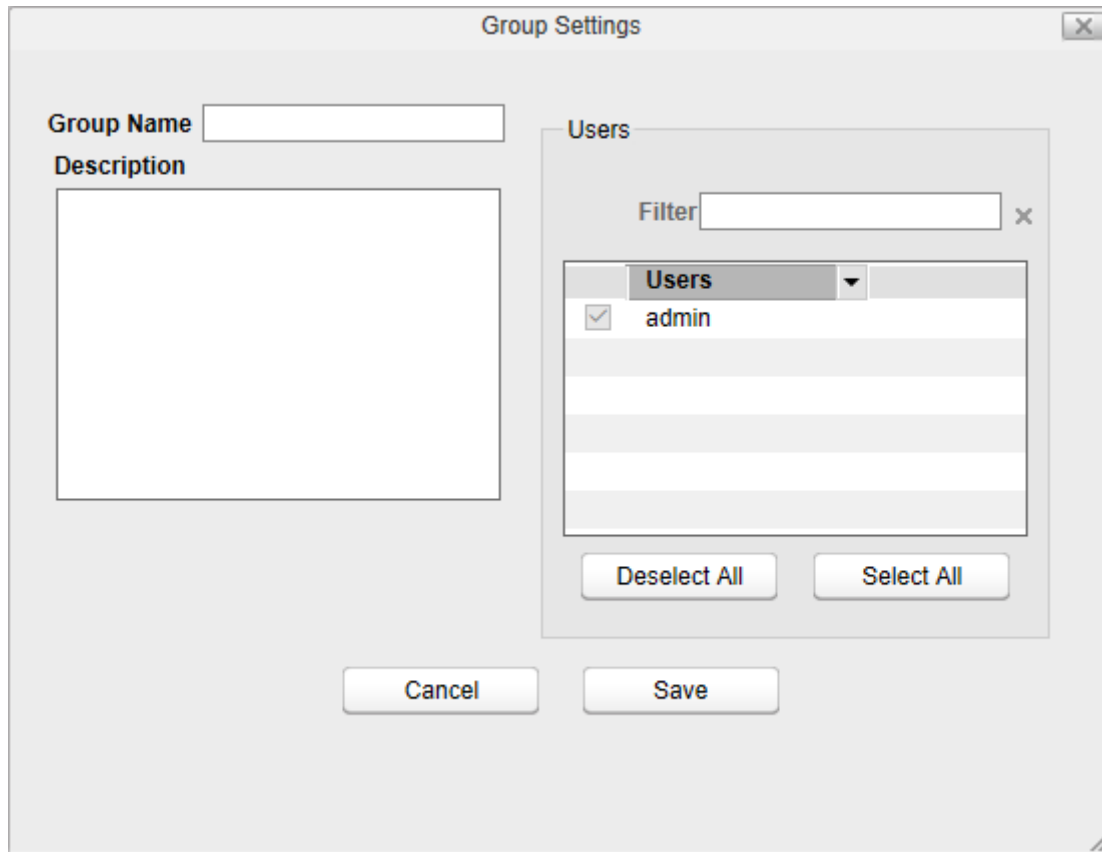 Group Settings
Group Name
Description
Users
Filter
Users
admin
Deselect All Select All
Cancel Save